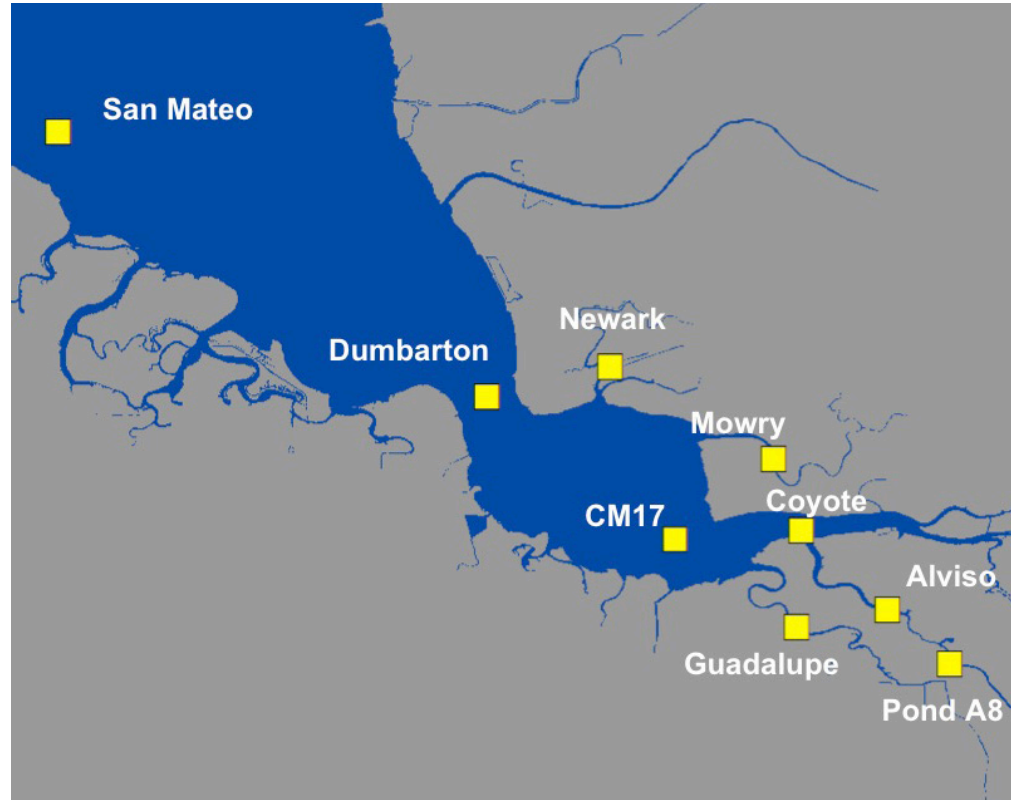 San Mateo
Newark
Dumbarton
Mowry
Coyote
CM17
Alviso
Guadalupe
Pond A8